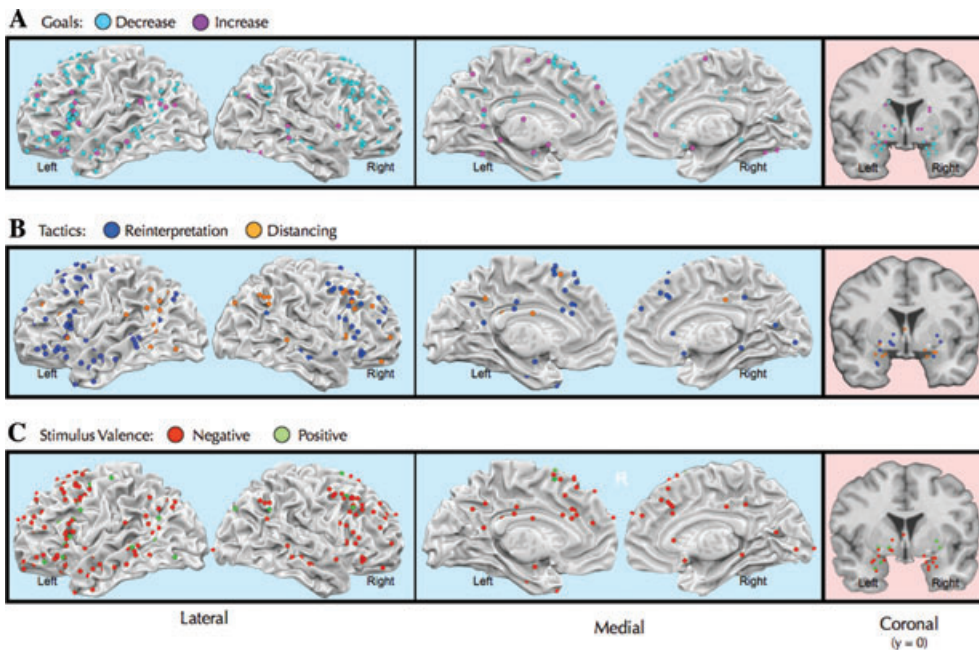 A Goals: Decrease Increase
Left Right Left Right Left Right
B Tactics: Reinterpretation Distancing
Left Right Left Right Left Right
C Stimulus Valence: Negative Positive
R
Left Right Left Right Left Right
Lateral Medial Coronal
(y = 0)